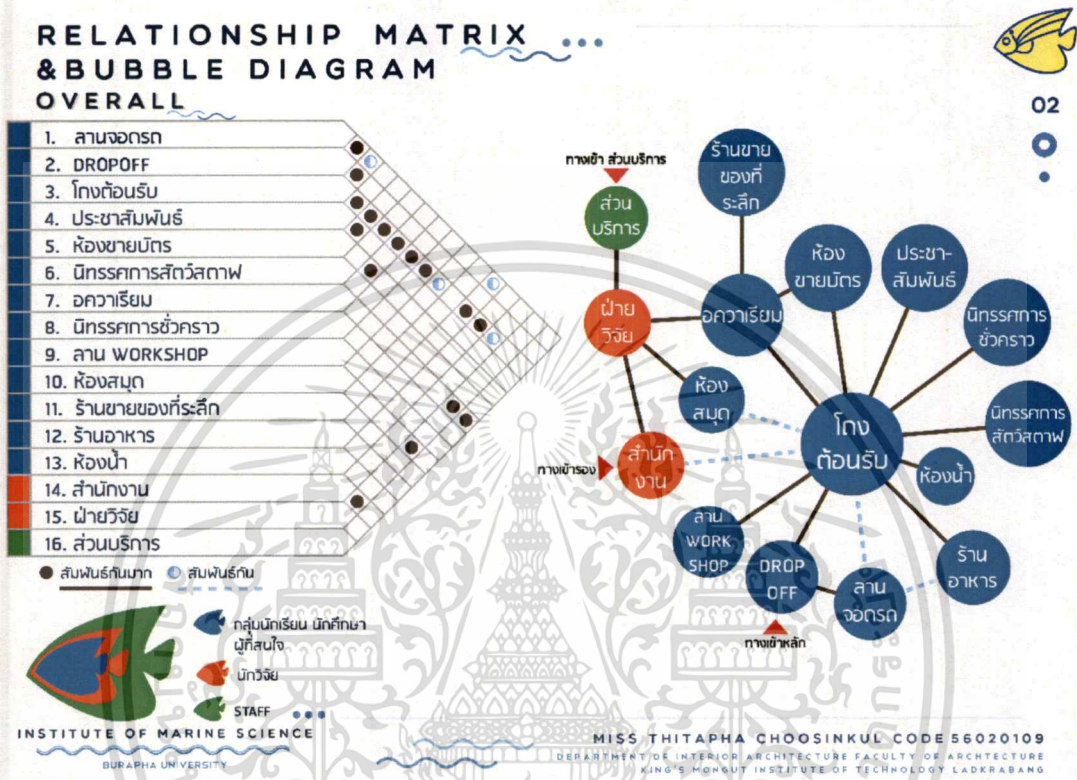 RELATIONSHIP MATRIX
&BUBBLE DIAGRAM
OVERALL
02
1. ลานจอดรถ
2. DROPOFF
3. โถงต้อนรับ
4. ประชาสัมพันธ์
5. ห้องขายบัตร
6. นิทรรศการสัตว์สตาฟ
7. อควาเรียม
8. นิทรรศการชั่วคราว
9. ลาน WORKSHOP
10. ห้องสมุด
11. ร้านขายของที่ระลึก
12. ร้านอาหาร
13. ห้องน้ำ
14. สำนักงาน
15. ฝ่ายวิจัย
16. ส่วนบริการ
สัมพันธ์กันมาก สัมพันธ์กัน
กลุ่มนักเรียน นักศึกษา
ผู้ที่สนใจ
นักวิจัย
STAFF
INSTITUTE OF MARINE SCIENCE
BURAPHA UNIVERSITY
ทางเข้า ส่วนบริการ
ส่วน
บริการ
ร้านขาย
ของที่
ระลึก
ห้อง
ขายบัตร
ประชา-
สัมพันธ์
ฝ่าย
วิจัย
อควาเรียม
นิทรรศการ
ชั่วคราว
ห้อง
สมุด
โถง
ต้อนรับ
นิทรรศการ
สัตว์สตาฟ
ทางเข้ารอง
สำนัก
งาน
ห้องน้ำ
ลาน
WORK
SHOP
DROP
OFF
ลาน
จอดรถ
ร้าน
อาหาร
ทางเข้าหลัก
MISS THITAPHA CHOOSINKUL CODE 56020109
DEPARTMENT OF INTERIOR ARCHITECTURE FACULTY OF ARCHTECTURE
KING'S MONGUT INSTITUTE OF TECHNOLOGY LADKRABANG